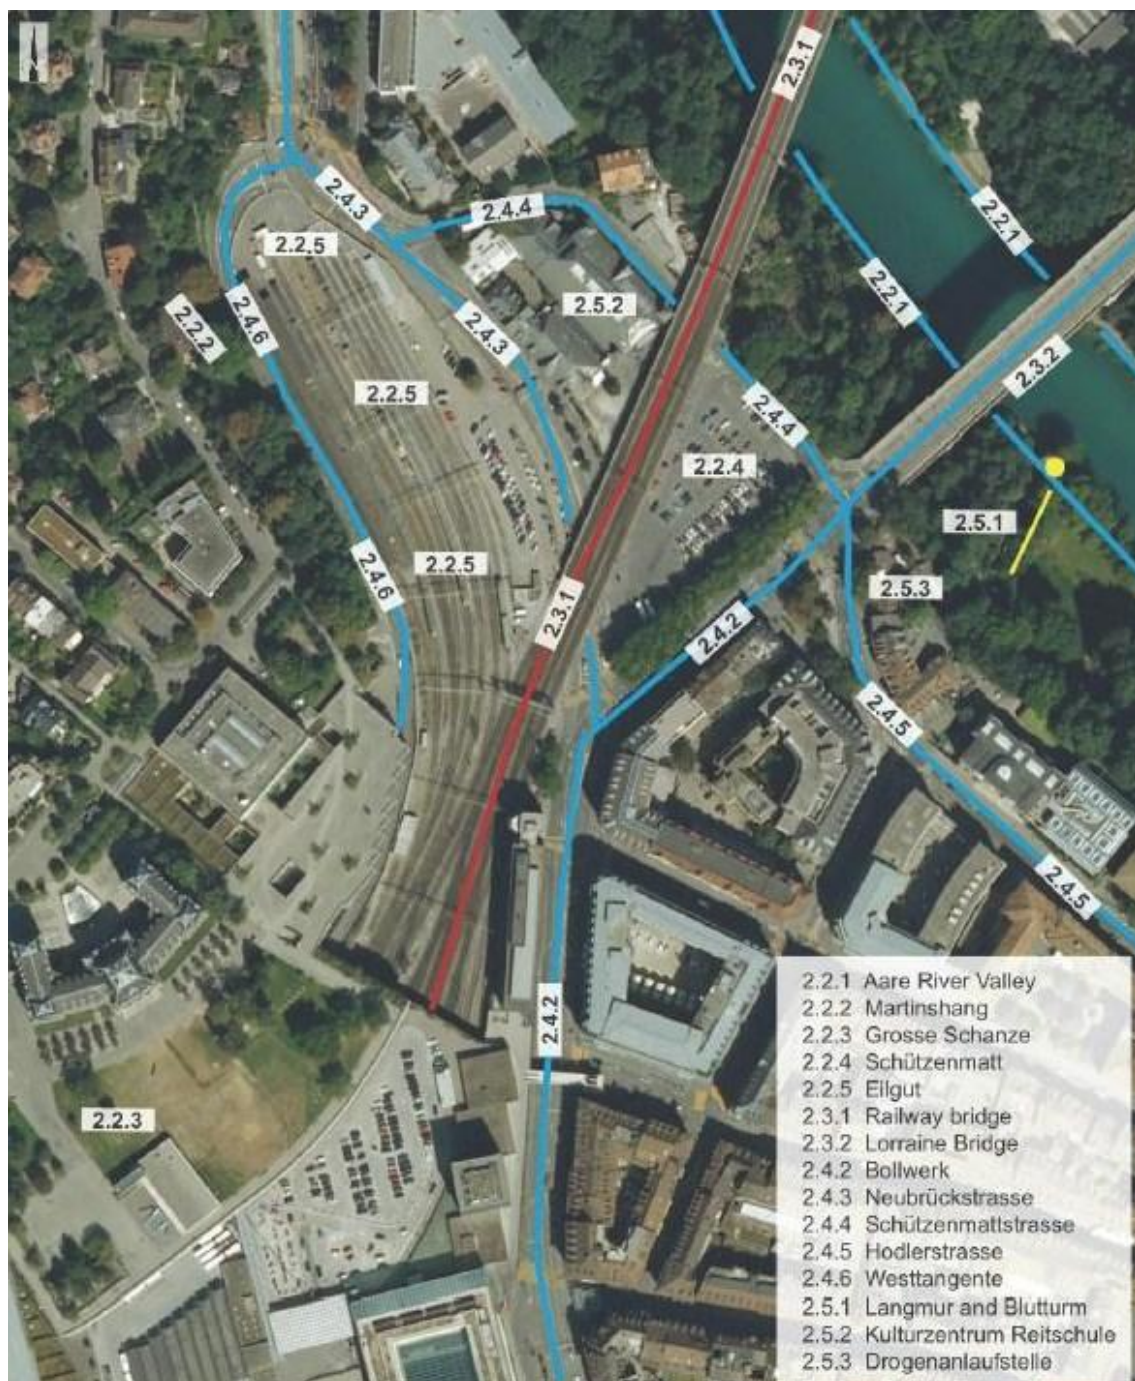 2.3.1
2.4.3
2.4.4
2.2.1
2.2.5
2.2.1
2.5.2
2.2.2
2.4.6
2.4.3
2.3.2
2.2.5
2.4.4
2.2.4
2.5.1
2.2.5
2.4.6
2.5.3
2.3.1
2.4.2
2.4.5
2.4.5
2.4.2
2.2.3
2.2.1 Aare River Valley
2.2.2 Martinshang
2.2.3 Grosse Schanze
2.2.4 Schützenmatt
2.2.5 Eilgut
2.3.1 Railway bridge
2.3.2 Lorraine Bridge
2.4.2 Bollwerk
2.4.3 Neubrückstrasse
2.4.4 Schützenmattstrasse
2.4.5 Hodlerstrasse
2.4.6 Westtangente
2.5.1 Langmur and Blutturm
2.5.2 Kulturzentrum Reitschule
2.5.3 Drogenanlaufstelle